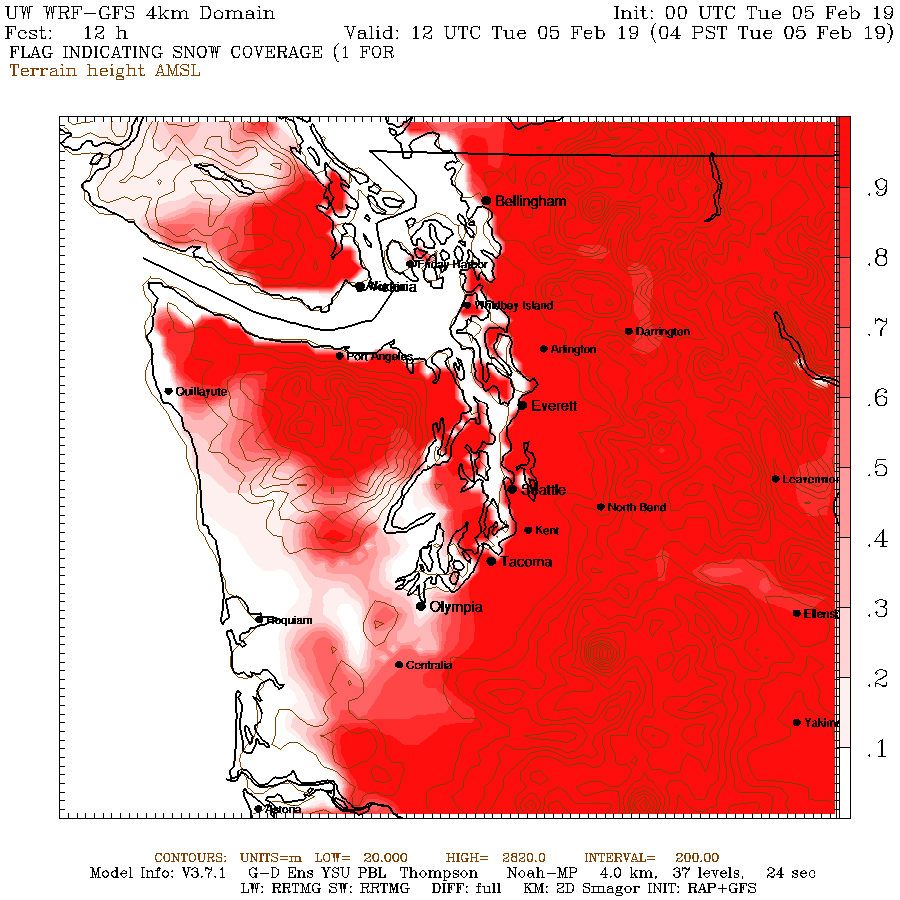 UW WRF-GFS 4km Domain Init: 00 UTC Tue 05 Feb 19
Fcst: 12 h Valid: 12 UTC Tue 05 Feb 19 (04 PST Tue 05 Feb 19)
FLAG INDICATING SNOW COVERAGE (1 FOR
Terrain height AMSL
.9
Bellingham
.8
Friday Harbor
Whidbey Island
.7
Darrington
Arlington
Port Angeles
Quillayute
.6
Everett
.5
Leavenwor
Seattle
North Bend
Kent
.4
Tacoma
.3
Olympia
Ellens
Hoquiam
Centralia
.2
Yakim
.1
Astoria
CONTOURS: UNITS=m LOW= 20.000 HIGH= 2820.0 INTERVAL= 200.00
Model Info: V3.7.1 G-D Ens YSU PBL Thompson Noah-MP 4.0 km, 37 levels, 24 sec
LW: RRTMG SW: RRTMG DIFF: full KM: 2D Smagor INIT: RAP+GFS